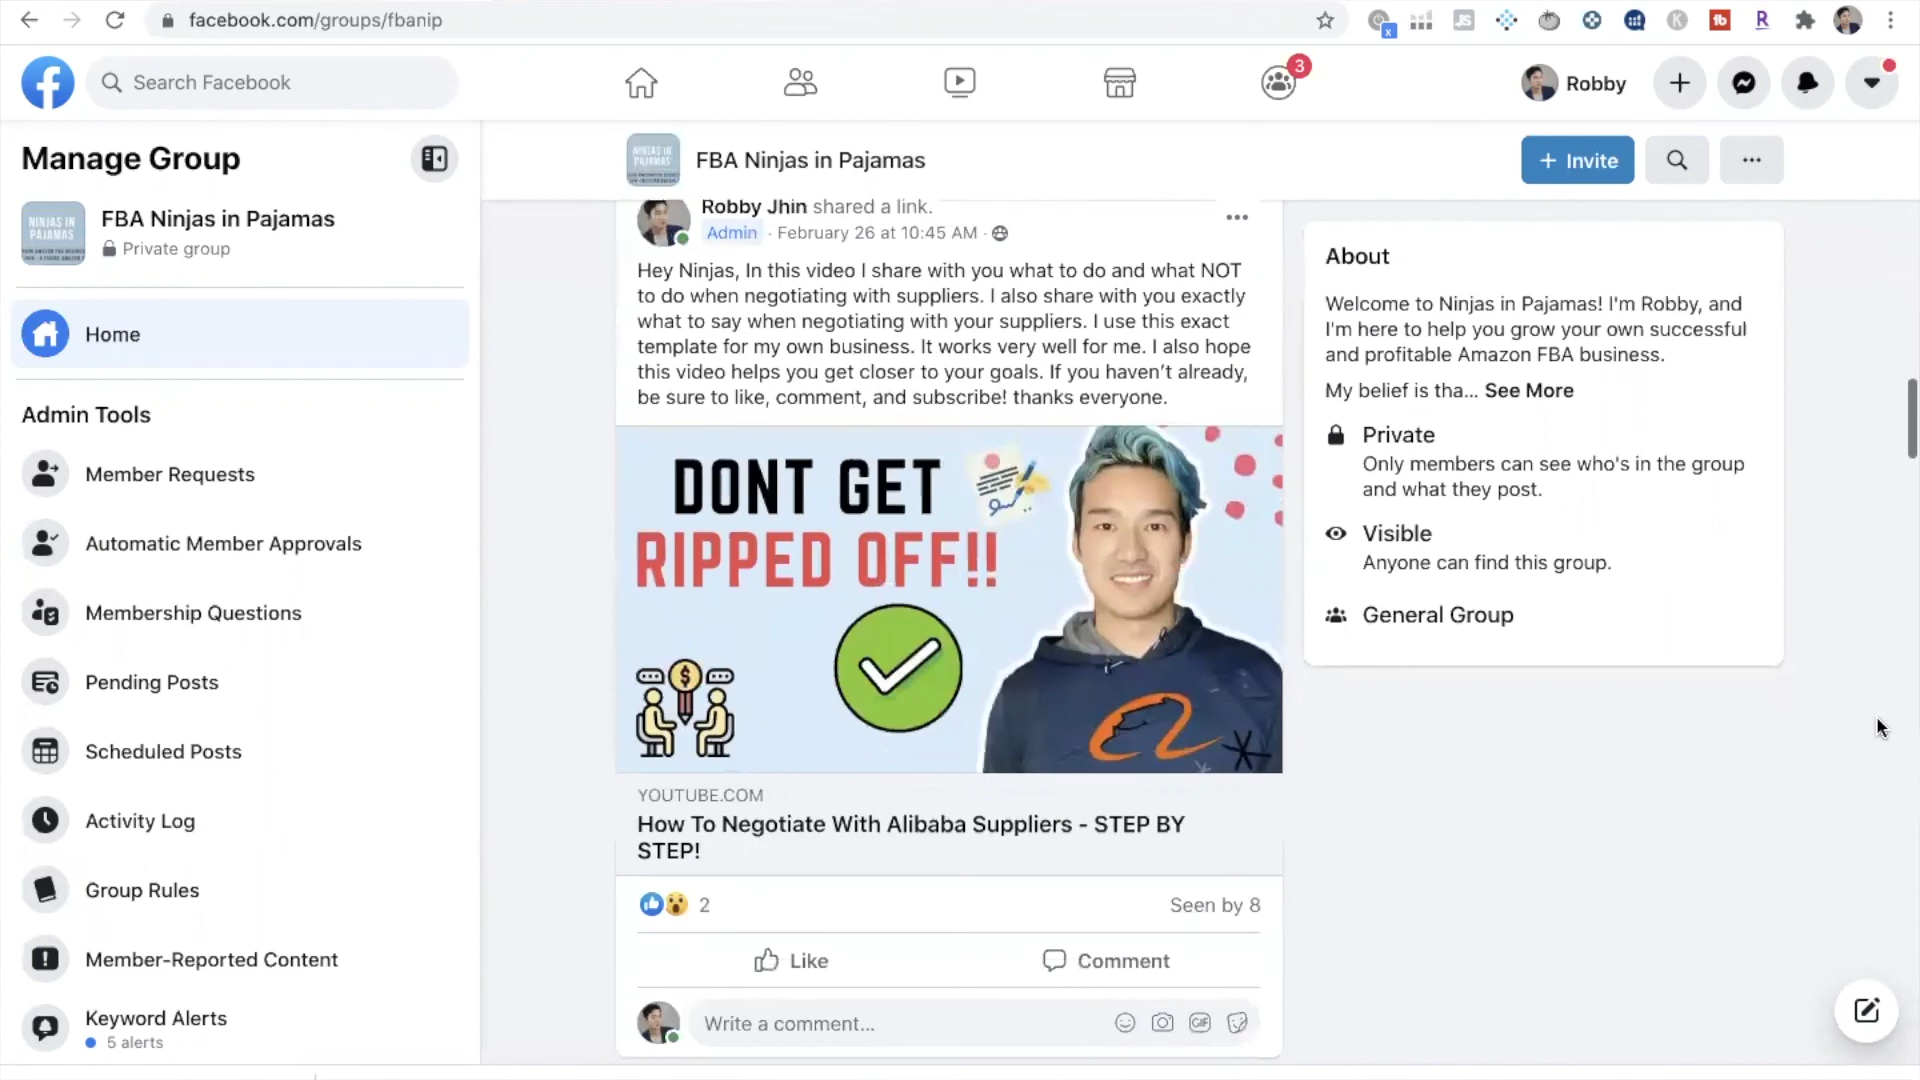 facebook.com/groups/fbanip
x
JS
K
lb
R
Search Facebook
3
Robby
Manage Group
NINJAS IN
PAJAMAS
FBA Ninjas in Pajamas
+ Invite
NINJAS IN
PAJAMAS
FBA Ninjas in Pajamas
Private group
Home
Admin Tools
Member Requests
Automatic Member Approvals
Membership Questions
Pending Posts
Scheduled Posts
Activity Log
Group Rules
Member-Reported Content
Keyword Alerts
5 alerts
Robby Jhin shared a link.
Admin · February 26 at 10:45 AM ·
Hey Ninjas, In this video I share with you what to do and what NOT
to do when negotiating with suppliers. I also share with you exactly
what to say when negotiating with your suppliers. I use this exact
template for my own business. It works very well for me. I also hope
this video helps you get closer to your goals. If you haven't already,
be sure to like, comment, and subscribe! thanks everyone.
DONT GET
RIPPED OFF!!
$
YOUTUBE.COM
How To Negotiate With Alibaba Suppliers - STEP BY
STEP!
2
Seen by 8
Like
Comment
Write a comment...
GIF
About
Welcome to Ninjas in Pajamas! I'm Robby, and
I'm here to help you grow your own successful
and profitable Amazon FBA business.
My belief is tha... See More
Private
Only members can see who's in the group
and what they post.
Visible
Anyone can find this group.
General Group